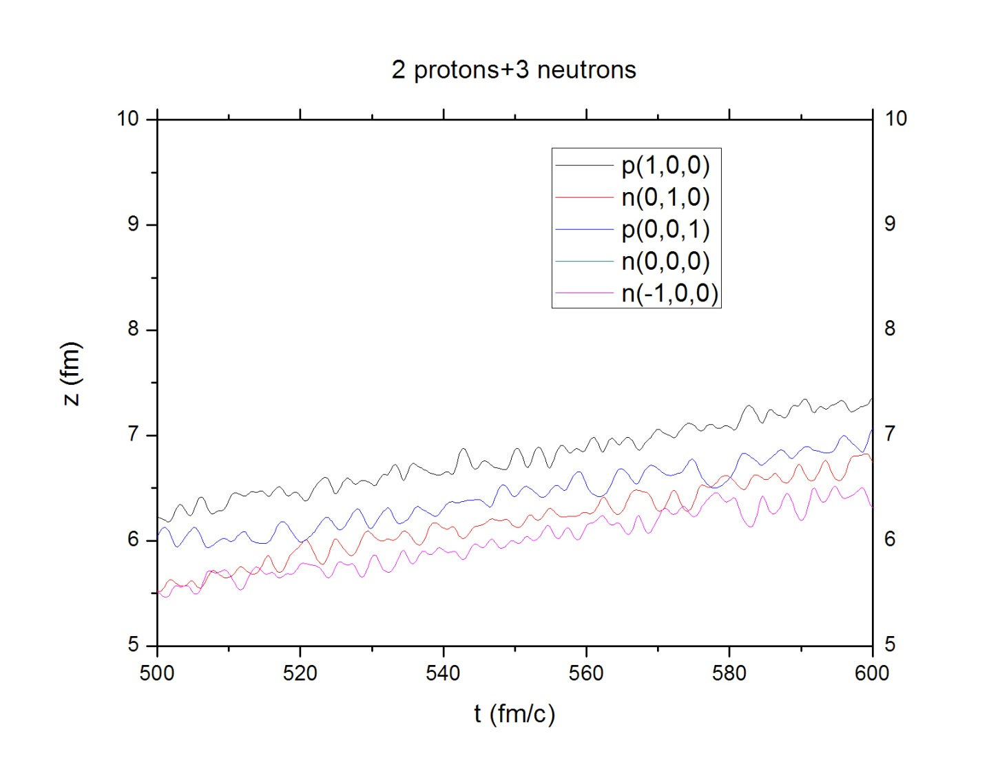 2 protons+3 neutrons
10
10
p(1,0,0)
n(0,1,0)
9
9
p(0,0,1)
n(0,0,0)
n(-1,0,0)
8
8
z (fm)
7
7
6
6
5
5
500 520 540 560 580 600
t (fm/c)